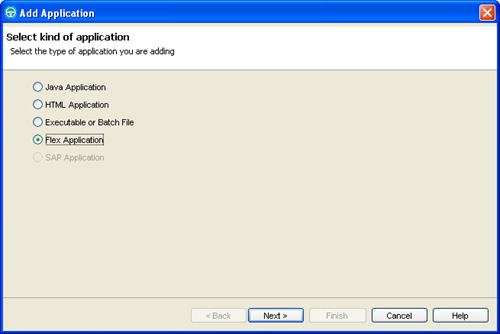 Add Application
Select kind of application
Select the type of application you are adding
Java Application
HTML Application
Executable or Batch File
Flex Application
SAP Application
< Back Next > Finish Cancel Help